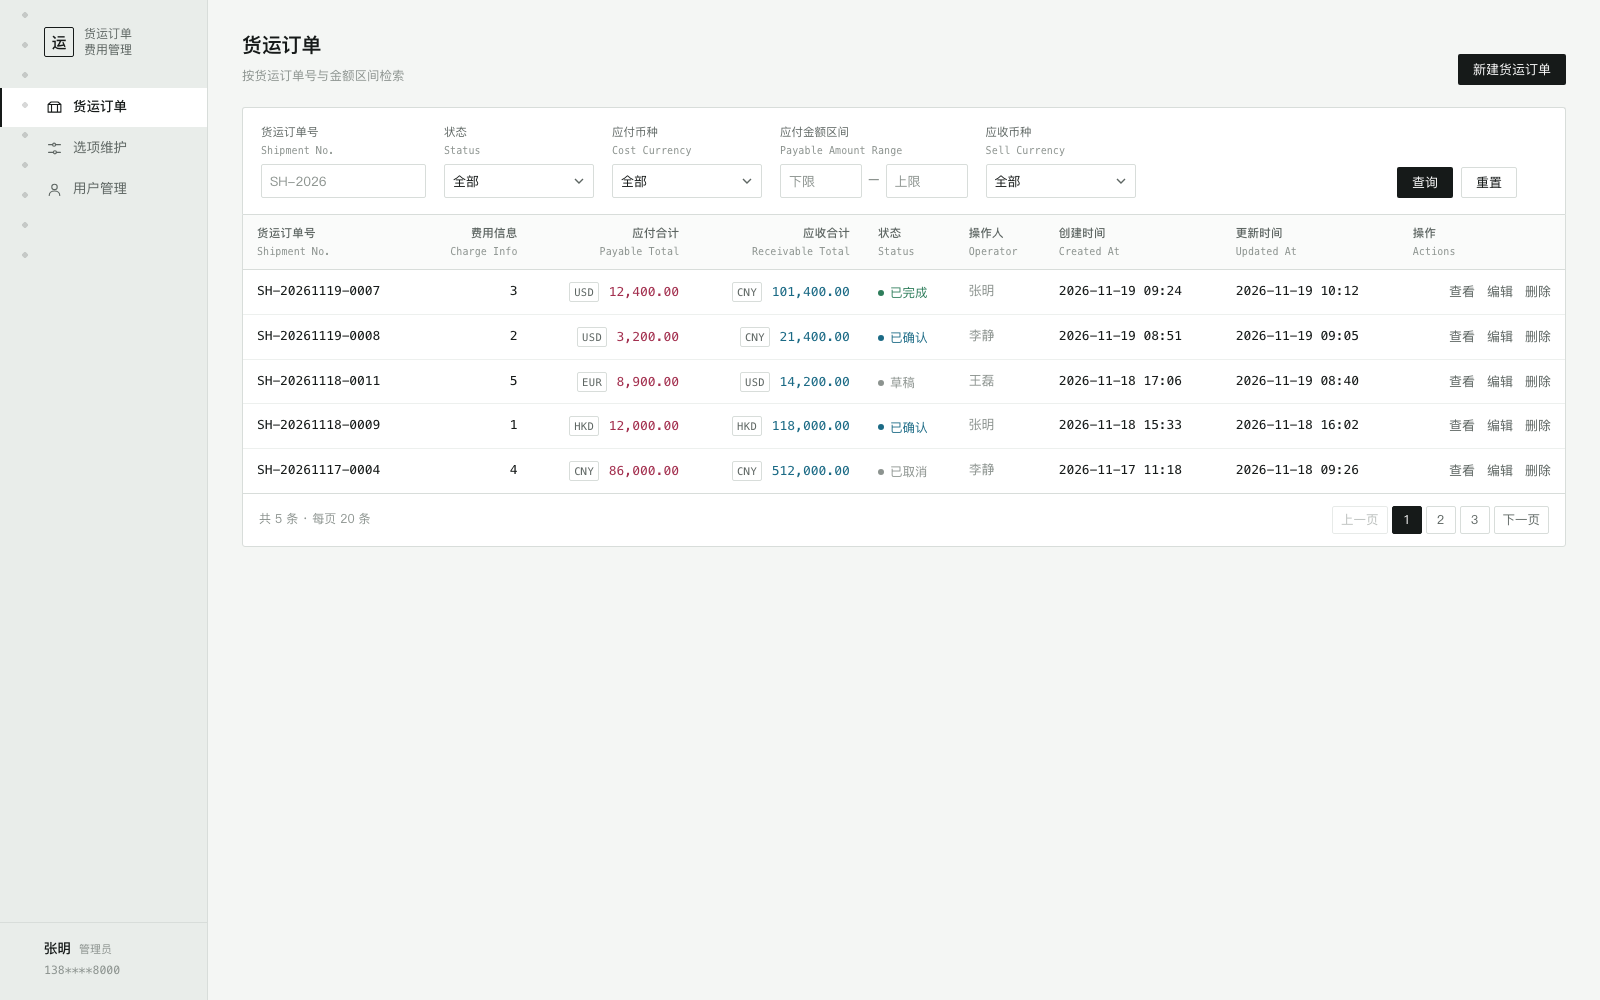 运
货运订单
费用管理
货运订单
选项维护
用户管理
张明 管理员
138****8000
货运订单
按货运订单号与金额区间检索
新建货运订单
货运订单号 状态 应付币种 应付金额区间 应收币种
Shipment No. Status Cost Currency Payable Amount Range Sell Currency
SH-2026 全部 全部 下限 — 上限 全部 查询 重置
货运订单号 费用信息 应付合计 应收合计 状态 操作人 创建时间 更新时间 操作
Shipment No. Charge Info Payable Total Receivable Total Status Operator Created At Updated At Actions
SH-20261119-0007 3 USD 12,400.00 CNY 101,400.00 已完成 张明 2026-11-19 09:24 2026-11-19 10:12 查看 编辑 删除
SH-20261119-0008 2 USD 3,200.00 CNY 21,400.00 已确认 李静 2026-11-19 08:51 2026-11-19 09:05 查看 编辑 删除
SH-20261118-0011 5 EUR 8,900.00 USD 14,200.00 草稿 王磊 2026-11-18 17:06 2026-11-19 08:40 查看 编辑 删除
SH-20261118-0009 1 HKD 12,000.00 HKD 118,000.00 已确认 张明 2026-11-18 15:33 2026-11-18 16:02 查看 编辑 删除
SH-20261117-0004 4 CNY 86,000.00 CNY 512,000.00 已取消 李静 2026-11-17 11:18 2026-11-18 09:26 查看 编辑 删除
共 5 条 · 每页 20 条 上一页 1 2 3 下一页